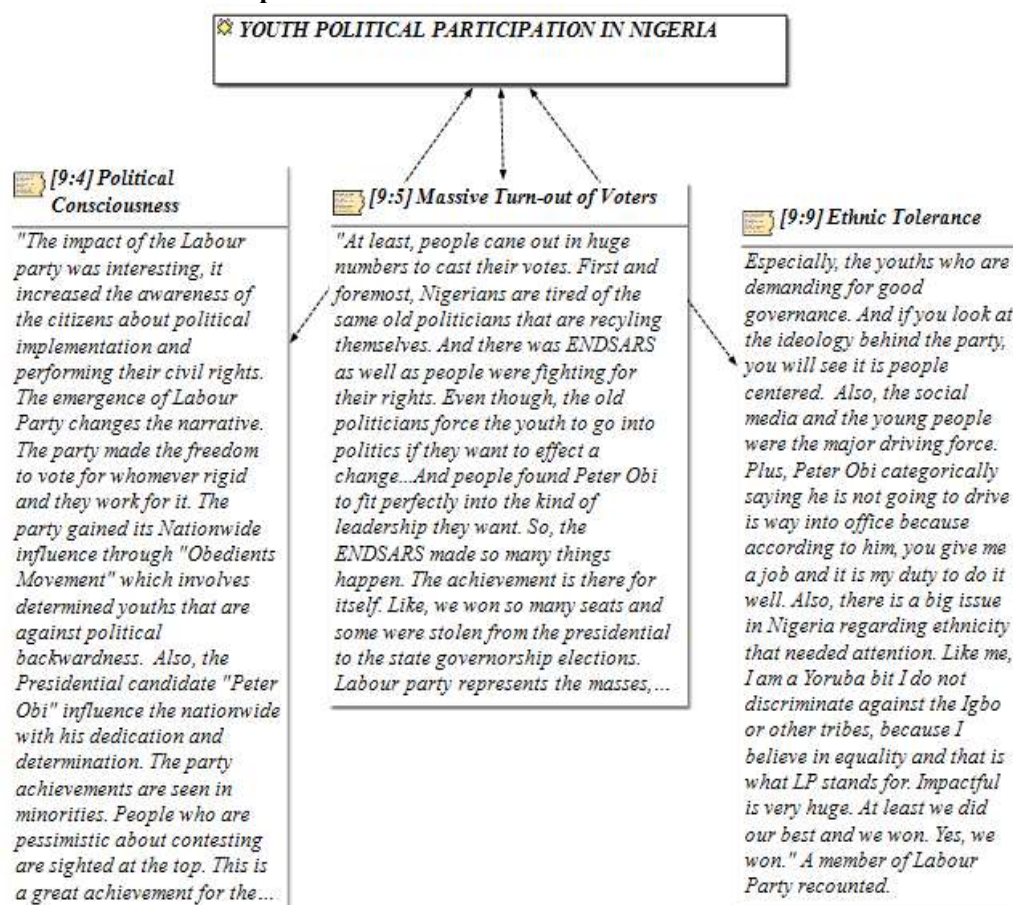 YOUTH POLITICAL PARTICIPATION IN NIGERIA
[9:4] Political
Consciousness
"The impact of the Labour
party was interesting, it
increased the awareness of
the citizens about political
implementation and
performing their civil rights.
The emergence of Labour
Party changes the narrative.
The party made the freedom
to vote for whomever rigid
and they work for it. The
party gained its Nationwide
influence through "Obedients
Movement" which involves
determined youths that are
against political
backwardness. Also, the
Presidential candidate "Peter
Obi" influence the nationwide
with his dedication and
determination. The party
achievements are seen in
minorities. People who are
pessimistic about contesting
are sighted at the top. This is
a great achievement for the...
[9:5] Massive Turn-out of Voters
"At least, people cane out in huge
numbers to cast their votes. First and
foremost, Nigerians are tired of the
same old politicians that are recyling
themselves. And there was ENDSARS
as well as people were fighting for
their rights. Even though, the old
politicians force the youth to go into
politics if they want to effect a
change...And people found Peter Obi
to fit perfectly into the kind of
leadership they want. So, the
ENDSARS made so many things
happen. The achievement is there for
itself. Like, we won so many seats and
some were stolen from the presidential
to the state governorship elections.
Labour party represents the masses,...
[9:9] Ethnic Tolerance
Especially, the youths who are
demanding for good
governance. And if you look at
the ideology behind the party,
you will see it is people
centered. Also, the social
media and the young people
were the major driving force.
Plus, Peter Obi categorically
saying he is not going to drive
is way into office because
according to him, you give me
a job and it is my duty to do it
well. Also, there is a big issue
in Nigeria regarding ethnicity
that needed attention. Like me,
I am a Yoruba bit I do not
discriminate against the Igbo
or other tribes, because I
believe in equality and that is
what LP stands for. Impactful
is very huge. At least we did
our best and we won. Yes, we
won." A member of Labour
Party recounted.